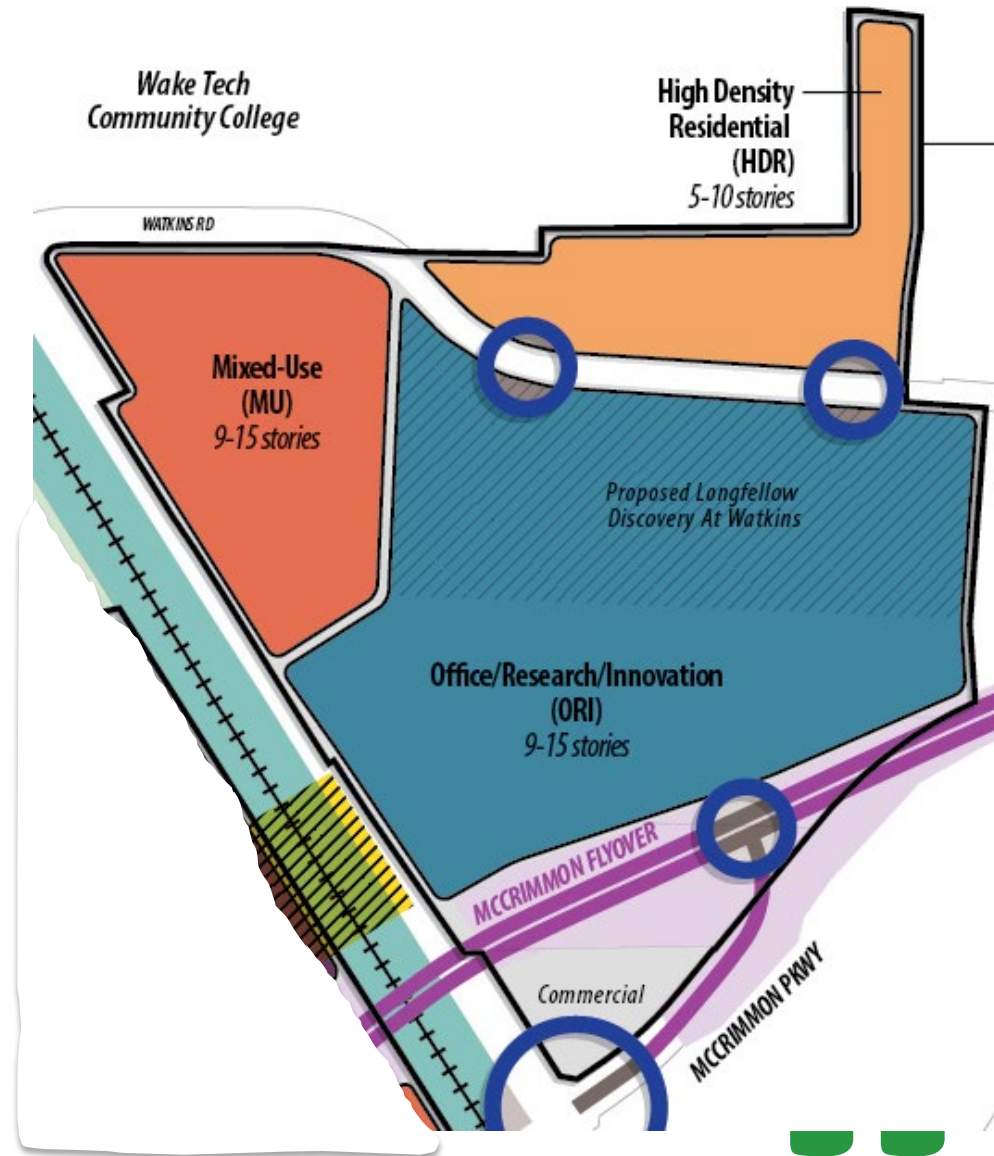 Wake Tech
Community College
High Density
Residential
(HDR)
5-10 stories
WATKINS RD
Mixed-Use
(MU)
9-15 stories
Proposed Longfellow
Discovery At Watkins
Office/Research/Innovation
(ORI)
9-15 stories
MCCRIMMON FLYOVER
Commercial
MCCRIMMON PKWY